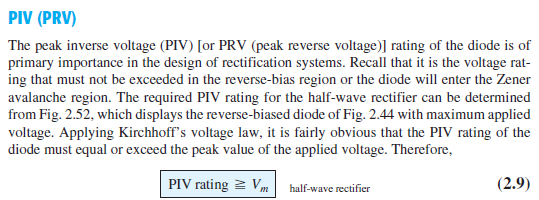 PIV (PRV)
The peak inverse voltage (PIV) [or PRV (peak reverse voltage)] rating of the diode is of
primary importance in the design of rectification systems. Recall that it is the voltage rat-
ing that must not be exceeded in the reverse-bias region or the diode will enter the Zener
avalanche region. The required PIV rating for the half-wave rectifier can be determined
from Fig. 2.52, which displays the reverse-biased diode of Fig. 2.44 with maximum applied
voltage. Applying Kirchhoff's voltage law, it is fairly obvious that the PIV rating of the
diode must equal or exceed the peak value of the applied voltage. Therefore,
PIV rating ≧ Vm half-wave rectifier (2.9)